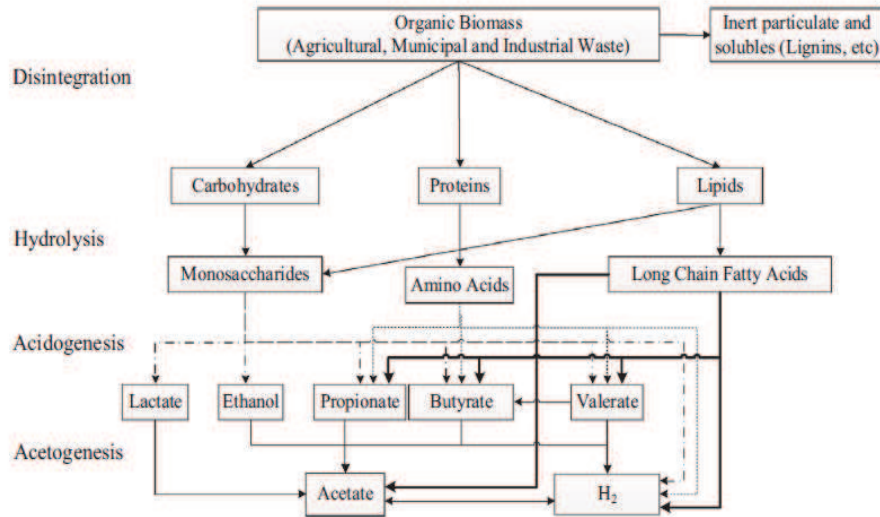 Organic Biomass
(Agricultural, Municipal and Industrial Waste)
Inert particulate and
solubles (Lignins, etc)
Disintegration
Carbohydrates
Proteins
Lipids
Hydrolysis
Monosaccharides
Amino Acids
Long Chain Fatty Acids
Acidogenesis
Lactate
Ethanol
Propionate
Butyrate
Valerate
Acetogenesis
Acetate
H2